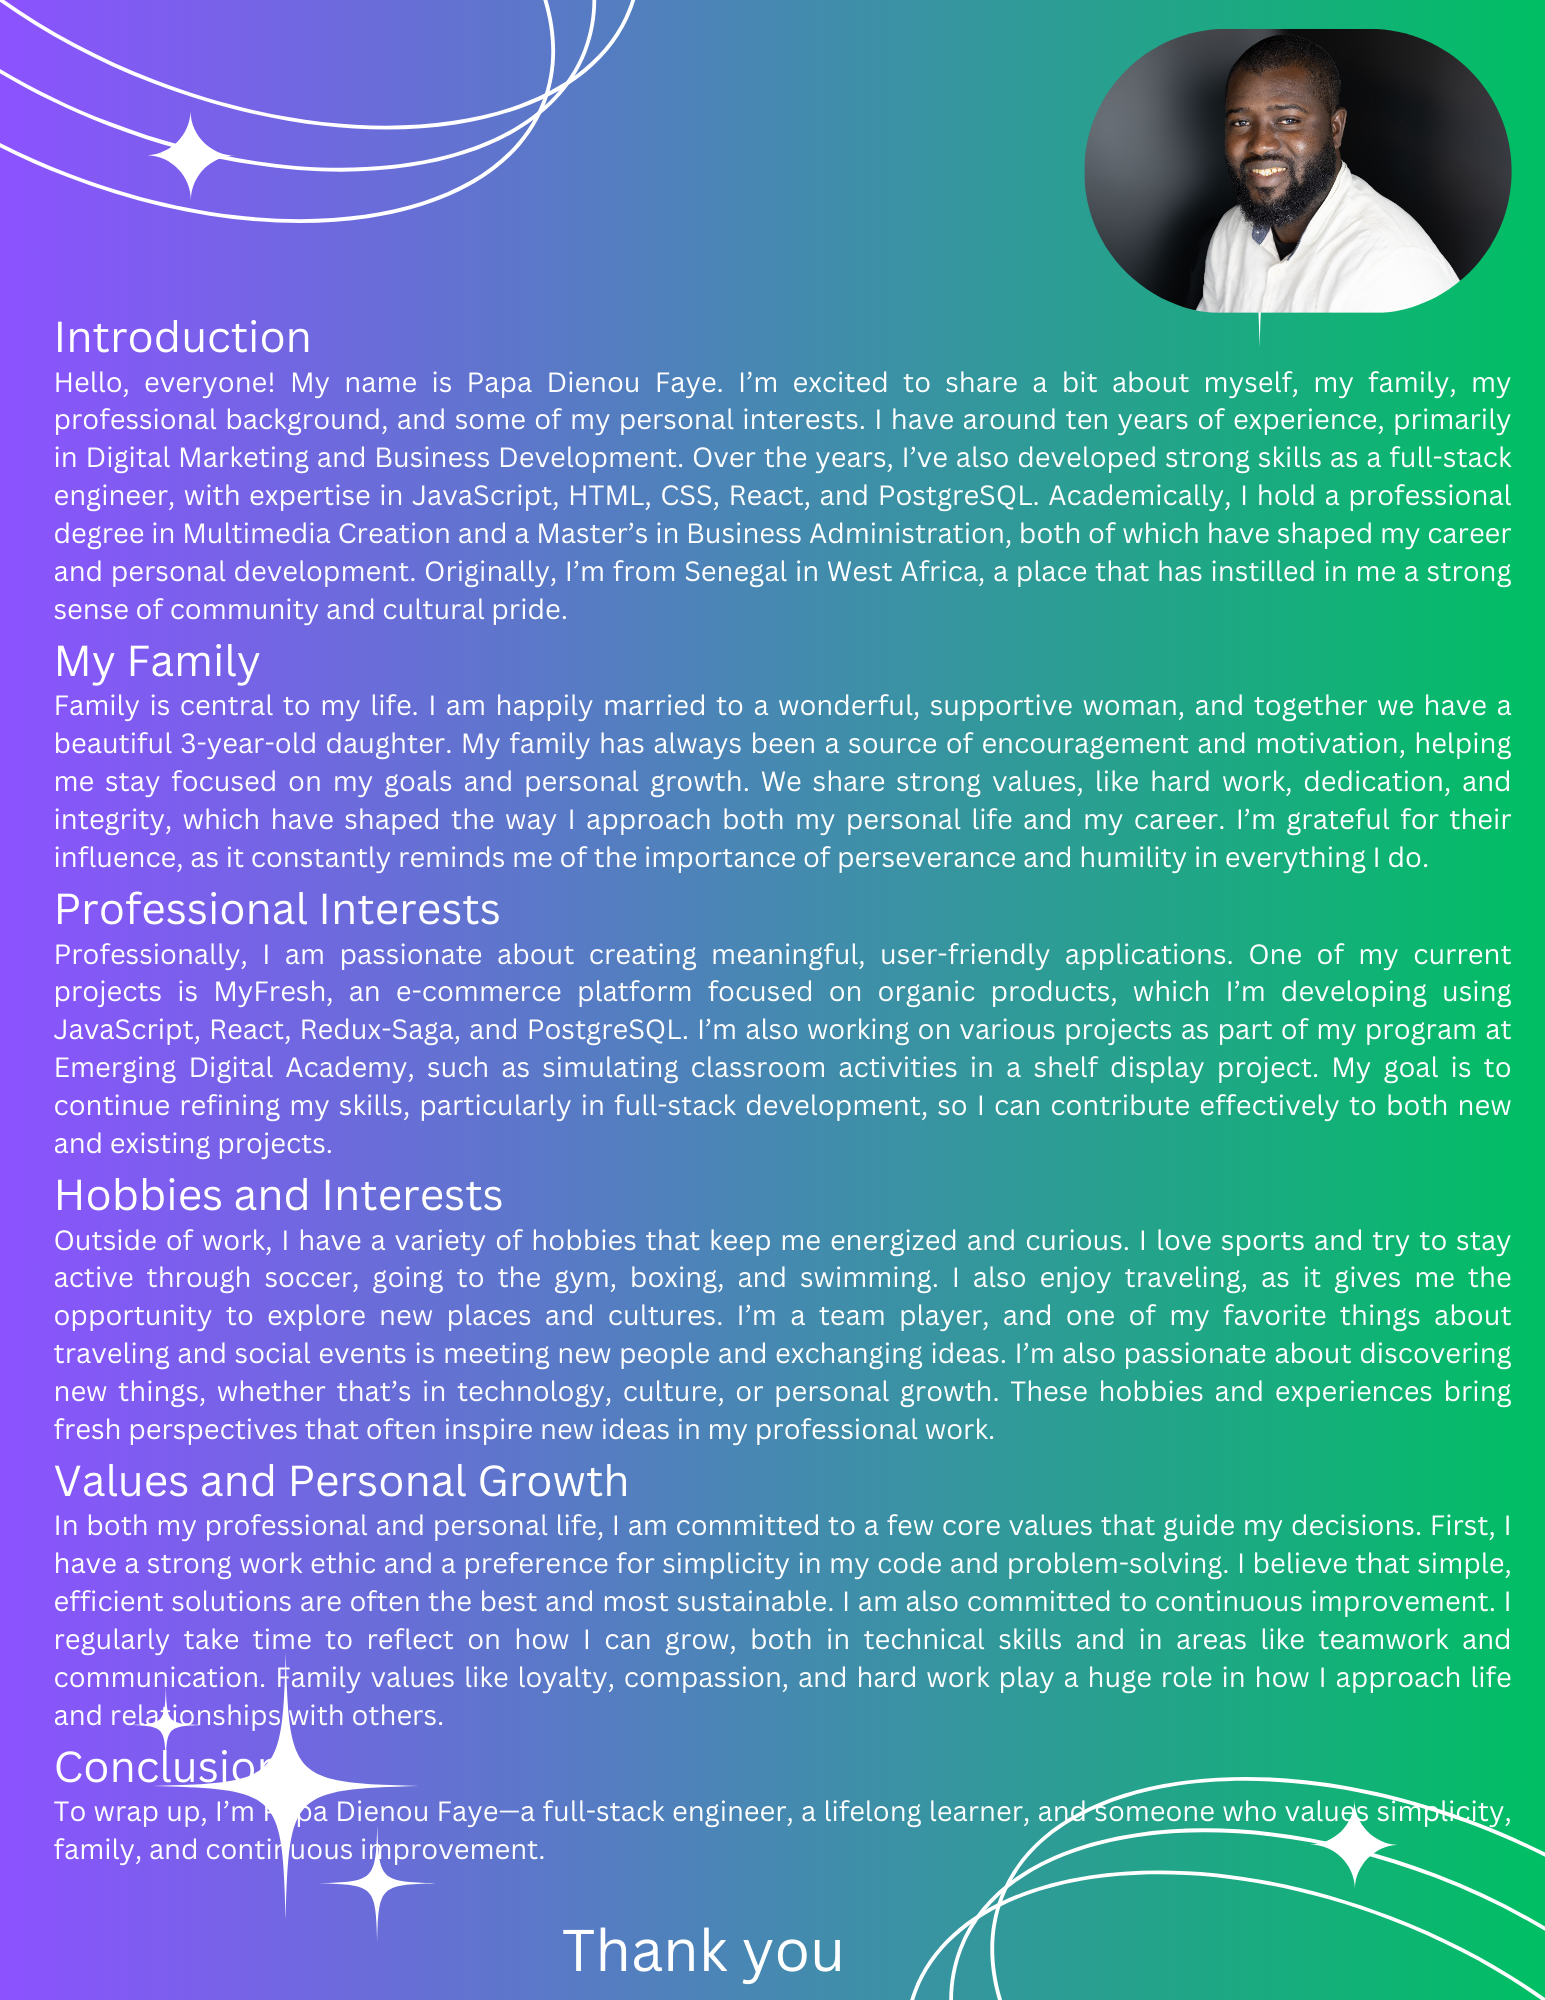 Introduction
Hello, everyone! My name is Papa Dienou Faye. I’m excited to share a bit about myself, my family, my
professional background, and some of my personal interests. I have around ten years of experience, primarily
in Digital Marketing and Business Development. Over the years, I’ve also developed strong skills as a full-stack
engineer, with expertise in JavaScript, HTML, CSS, React, and PostgreSQL. Academically, I hold a professional
degree in Multimedia Creation and a Master’s in Business Administration, both of which have shaped my career
and personal development. Originally, I’m from Senegal in West Africa, a place that has instilled in me a strong
sense of community and cultural pride.
My Family
Family is central to my life. I am happily married to a wonderful, supportive woman, and together we have a
beautiful 3-year-old daughter. My family has always been a source of encouragement and motivation, helping
me stay focused on my goals and personal growth. We share strong values, like hard work, dedication, and
integrity, which have shaped the way I approach both my personal life and my career. I’m grateful for their
influence, as it constantly reminds me of the importance of perseverance and humility in everything I do.
Professional Interests
Professionally, I am passionate about creating meaningful, user-friendly applications. One of my current
projects is MyFresh, an e-commerce platform focused on organic products, which I’m developing using
JavaScript, React, Redux-Saga, and PostgreSQL. I’m also working on various projects as part of my program at
Emerging Digital Academy, such as simulating classroom activities in a shelf display project. My goal is to
continue refining my skills, particularly in full-stack development, so I can contribute effectively to both new
and existing projects.
Hobbies and Interests
Outside of work, I have a variety of hobbies that keep me energized and curious. I love sports and try to stay
active through soccer, going to the gym, boxing, and swimming. I also enjoy traveling, as it gives me the
opportunity to explore new places and cultures. I’m a team player, and one of my favorite things about
traveling and social events is meeting new people and exchanging ideas. I’m also passionate about discovering
new things, whether that’s in technology, culture, or personal growth. These hobbies and experiences bring
fresh perspectives that often inspire new ideas in my professional work.
Values and Personal Growth
In both my professional and personal life, I am committed to a few core values that guide my decisions. First, I
have a strong work ethic and a preference for simplicity in my code and problem-solving. I believe that simple,
efficient solutions are often the best and most sustainable. I am also committed to continuous improvement. I
regularly take time to reflect on how I can grow, both in technical skills and in areas like teamwork and
communication. Family values like loyalty, compassion, and hard work play a huge role in how I approach life
and relationships with others.
Conclusion
To wrap up, I’m Papa Dienou Faye—a full-stack engineer, a lifelong learner, and someone who values simplicity,
family, and continuous improvement.
Thank you